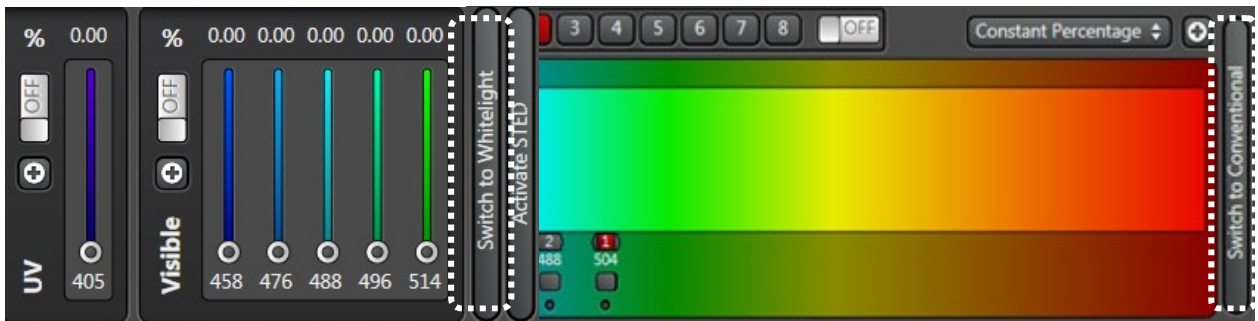 % 0.00
OFF
UV
405
% 0.00 0.00 0.00 0.00 0.00
OFF
Visible
458 476 488 496 514
Switch to Whitelight
Activate STED
3 4 5 6 7 8 OFF
Constant Percentage
2 1
488 504
Switch to Conventional